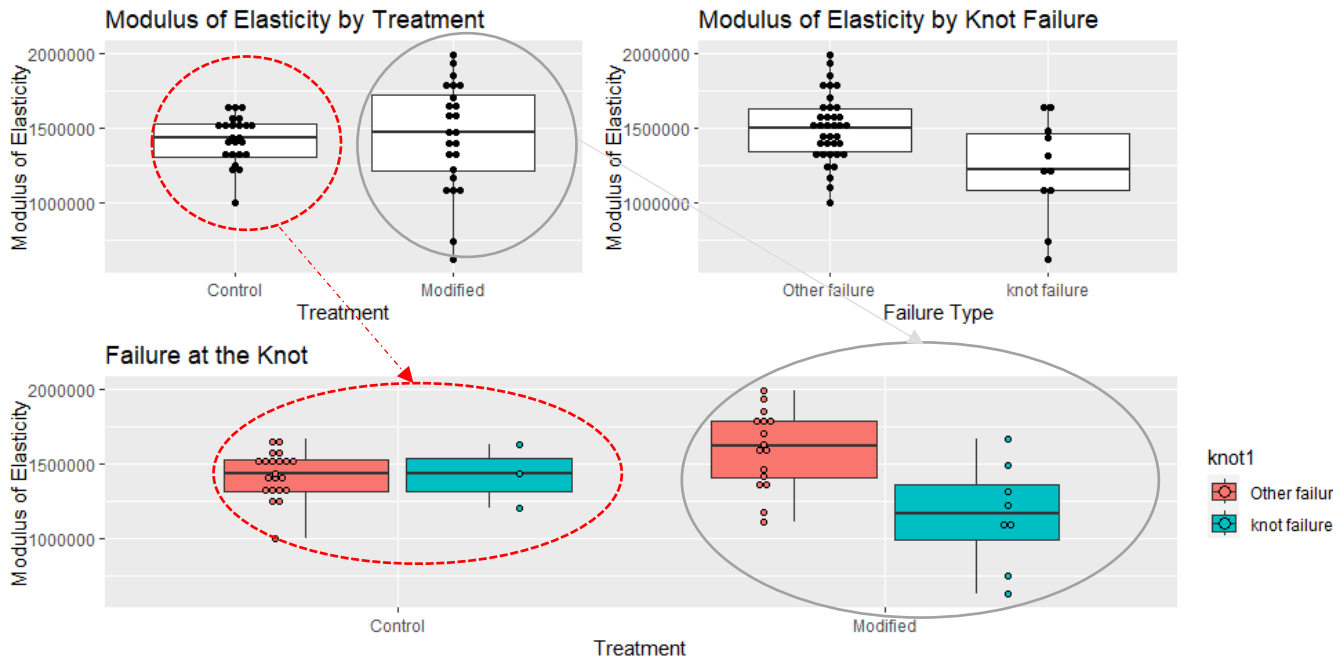 Modulus of Elasticity by Treatment
Modulus of Elasticity
2000000
1500000
1000000
Control
Modified
Treatment
Modulus of Elasticity by Knot Failure
Modulus of Elasticity
2000000
1500000
1000000
Other failure
knot failure
Failure Type
Failure at the Knot
Modulus of Elasticity
2000000
1500000
1000000
Control
Modified
Treatment
knot1
Other failur
knot failure